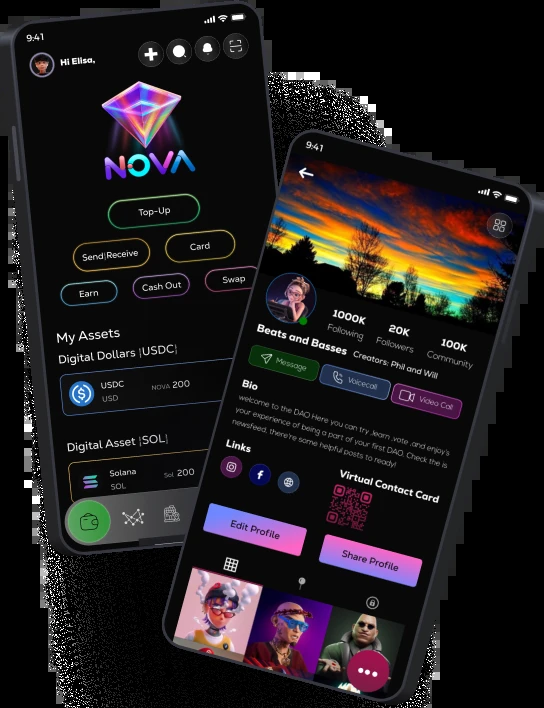 9:41
Hi Elisa,
NOVA
Top-Up
Send|Receive
Card
Earn
Cash Out
Swap
My Assets
Digital Dollars |USDC|
USDC
USD
NOVA 200
Digital Asset |SOL|
Solana
SOL
Sol 200
9:41
1000K
Following
20K
Followers
100K
Community
Beats and Basses
Creators: Phil and Will
Message
Voicecall
Video Call
Bio
welcome to the DAO Here you can try ,learn ,vote ,and enjoy's
your experience of being a part of your first DAO. Check the is
newsfeed, there're some helpful posts to ready!
Links
Virtual Contact Card
Edit Profile
Share Profile